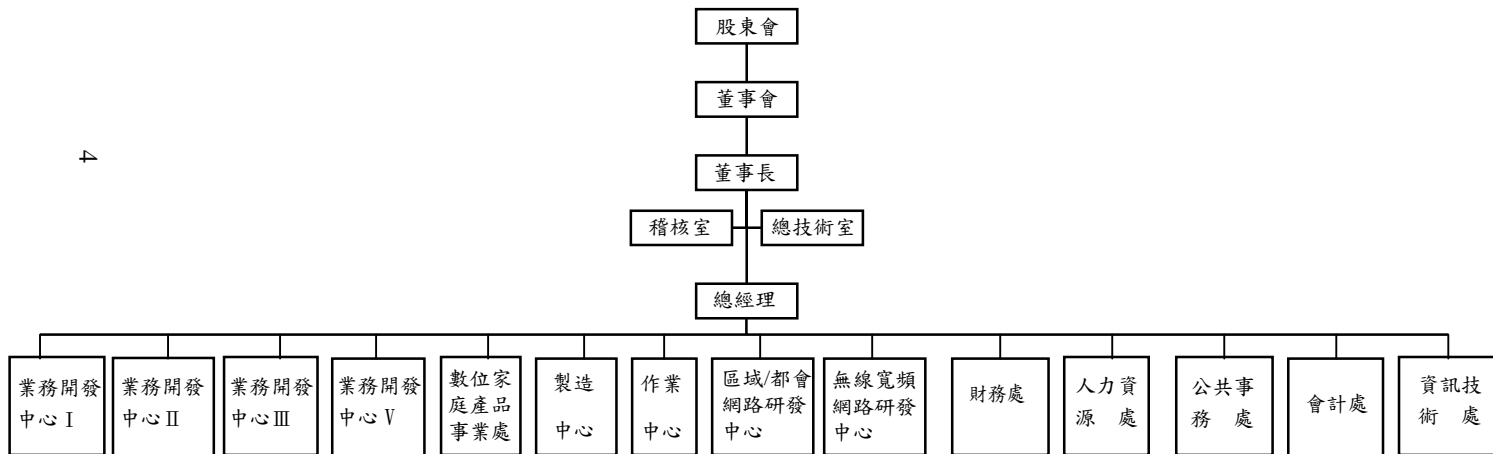 股東會
董事會
4
董事長
稽核室
總技術室
總經理
業務開發
中心Ⅰ
業務開發
中心Ⅱ
業務開發
中心Ⅲ
業務開發
中心Ⅴ
數位家
庭產品
事業處
製造
中心
作業
中心
區域/都會
網路研發
中心
無線寬頻
網路研發
中心
財務處
人力資
源 處
公共事
務 處
會計處
資訊技
術 處